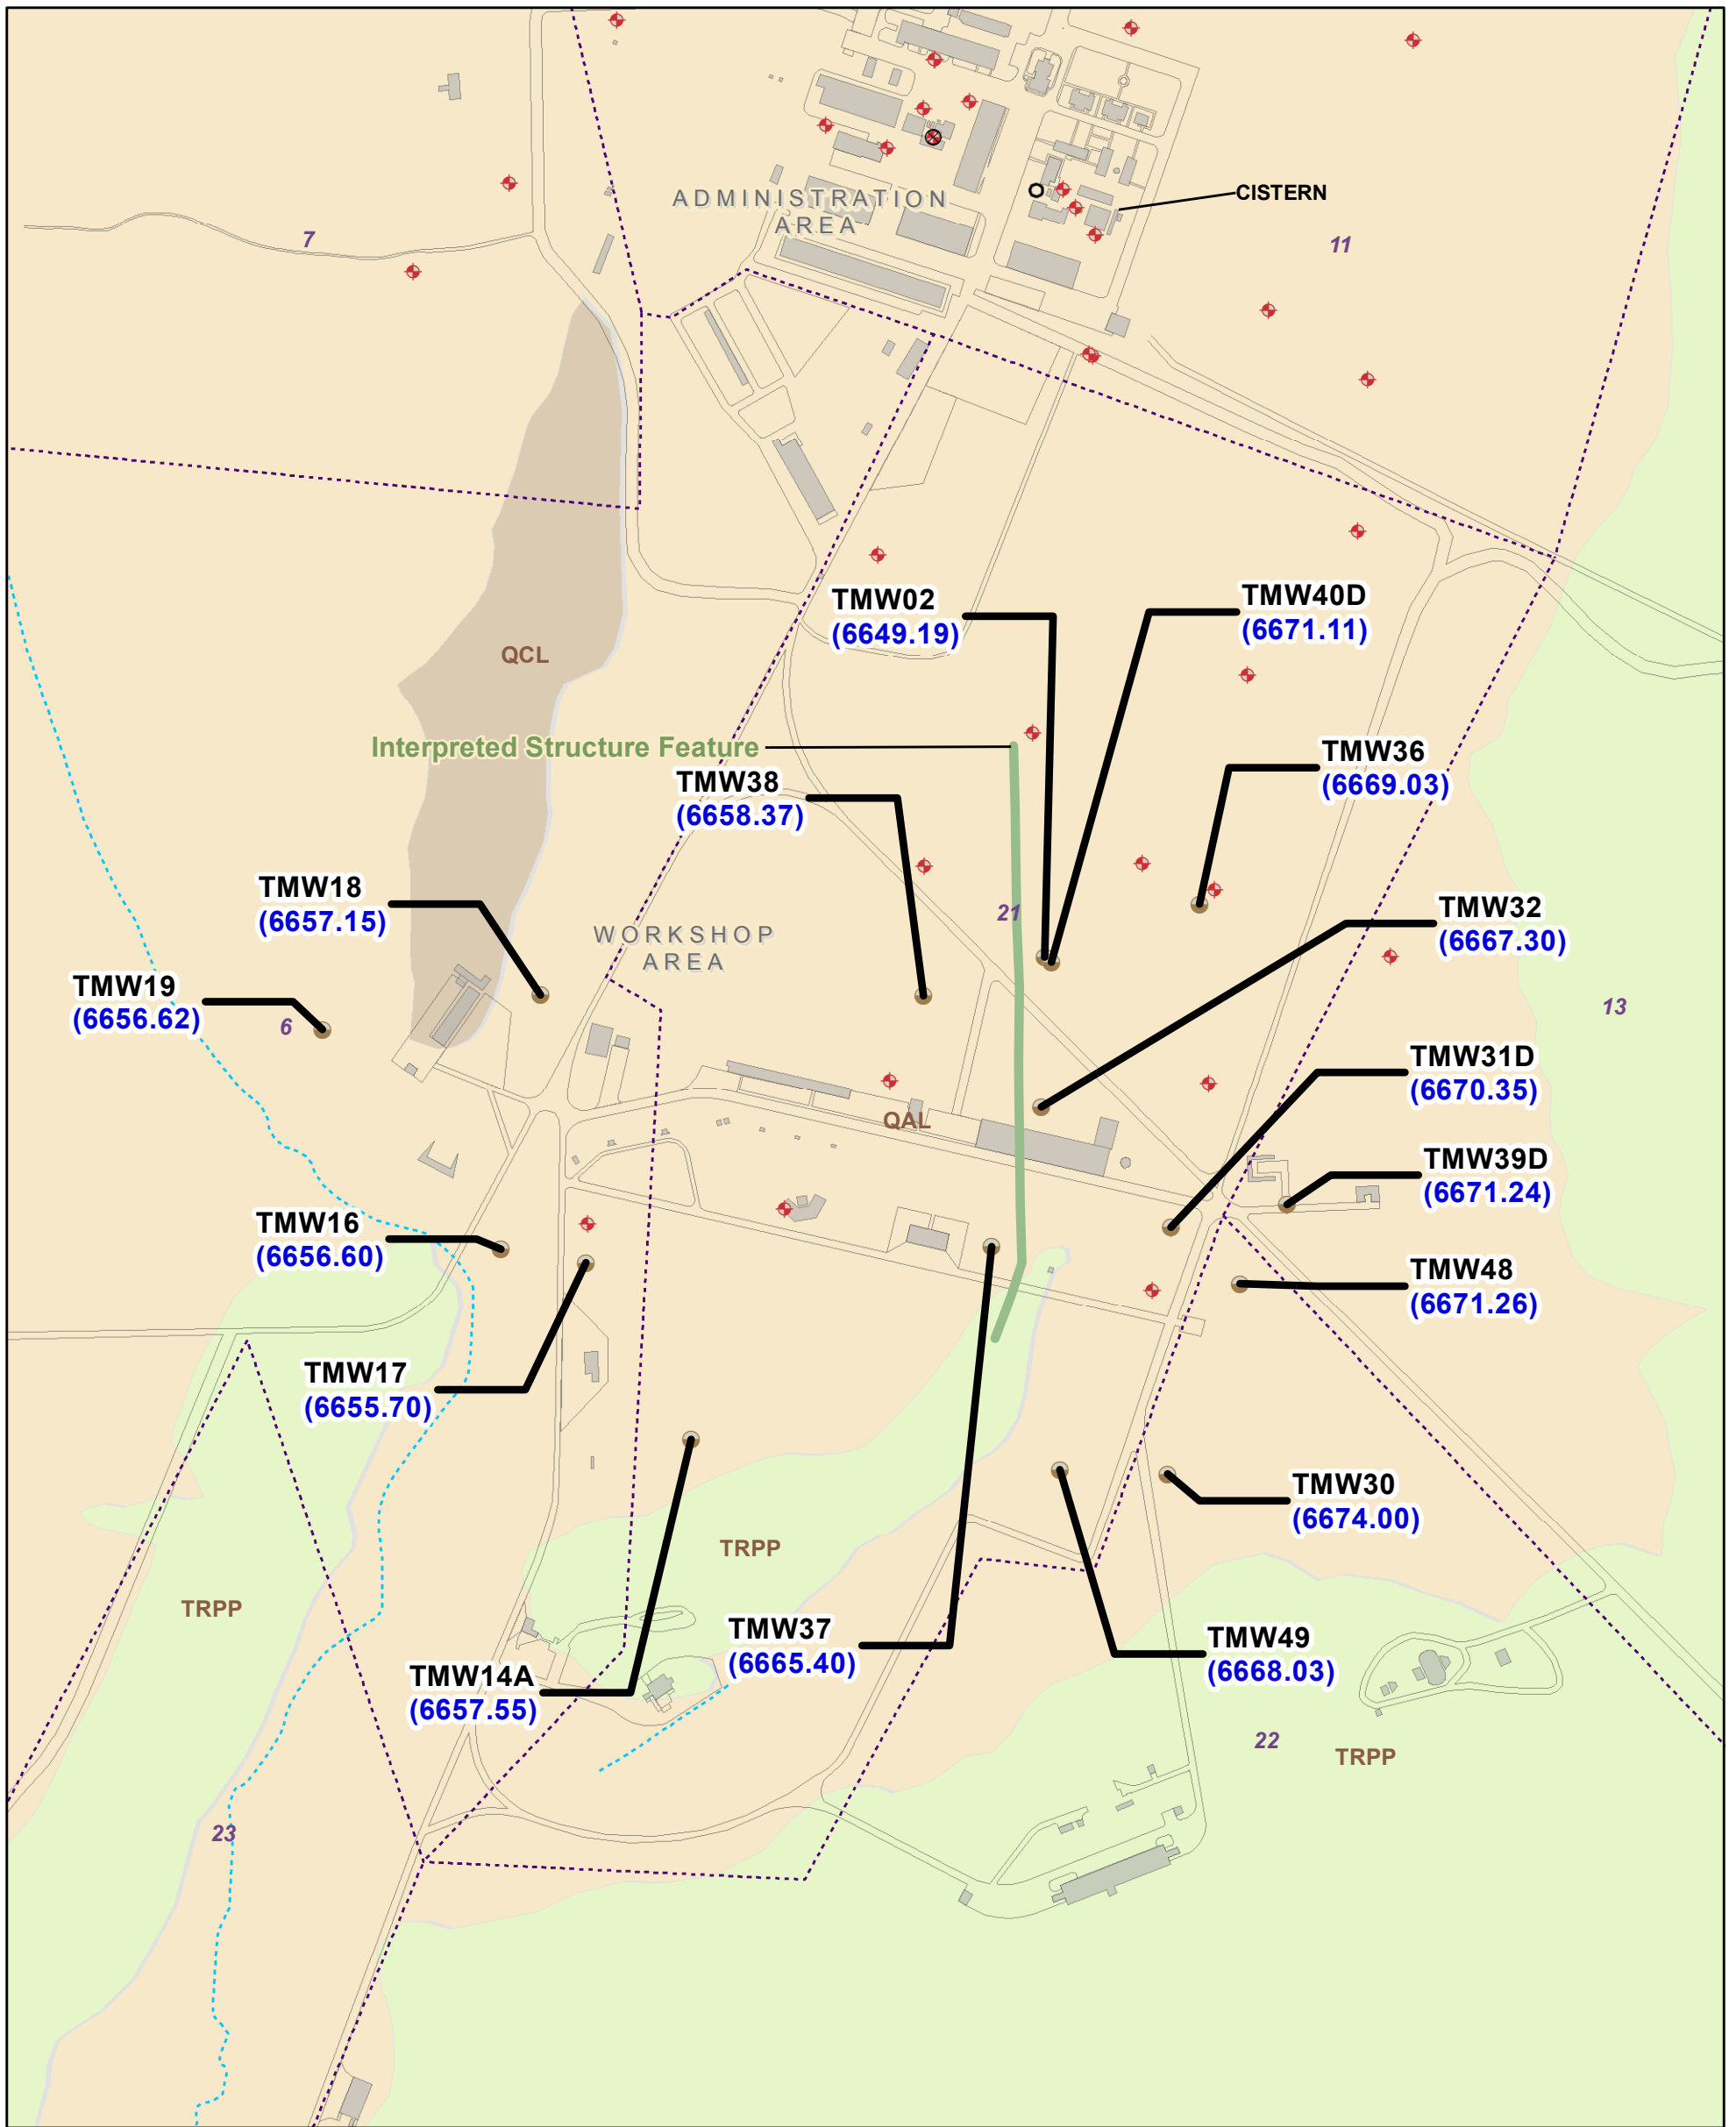 ADMINISTRATION
AREA
CISTERN
7
11
TMW02
(6649.19)
TMW40D
(6671.11)
QCL
Interpreted Structure Feature
TMW36
(6669.03)
TMW38
(6658.37)
TMW18
(6657.15)
21
TMW32
(6667.30)
WORKSHOP
AREA
TMW19
(6656.62)
6
13
TMW31D
(6670.35)
QAL
TMW39D
(6671.24)
TMW16
(6656.60)
TMW48
(6671.26)
TMW17
(6655.70)
TMW30
(6674.00)
TRPP
TRPP
TMW37
(6665.40)
TMW49
(6668.03)
TMW14A
(6657.55)
22
TRPP
23